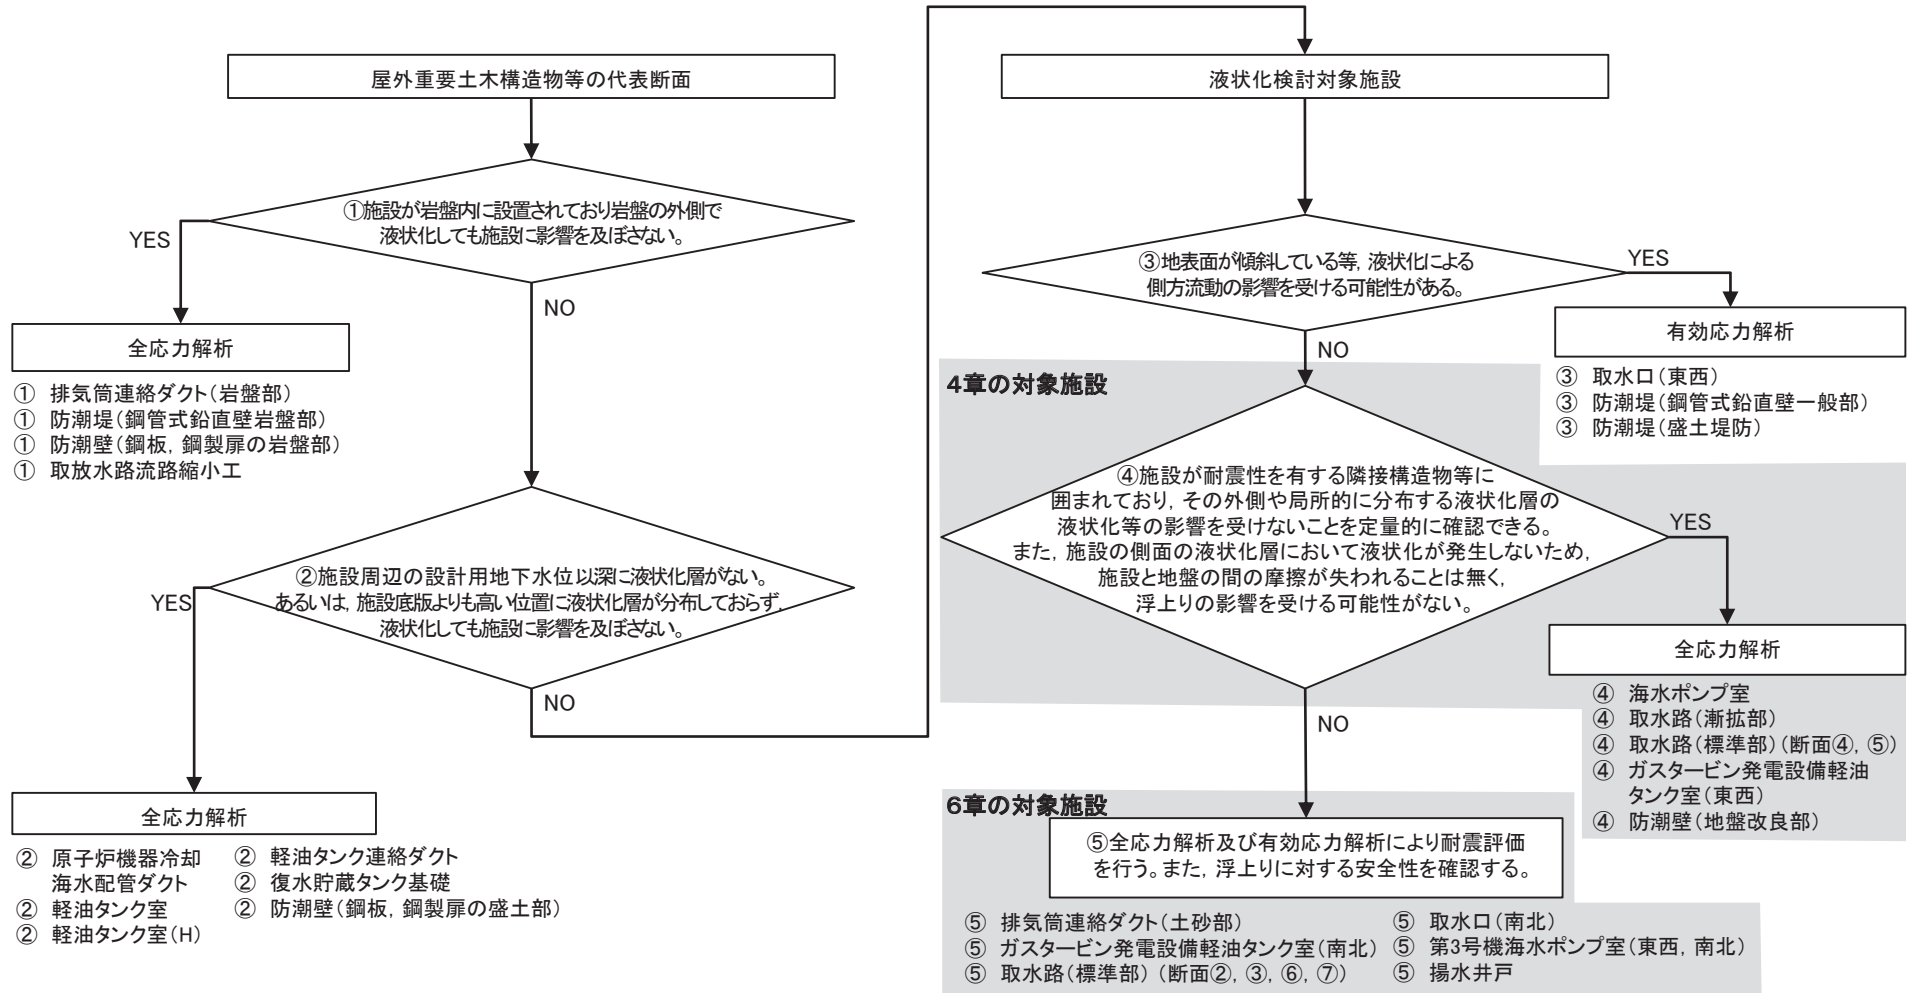 屋外重要土木構造物等の代表断面
①施設が岩盤内に設置されており岩盤の外側で
液状化しても施設に影響を及ぼさない。
YES
NO
全応力解析
① 排気筒連絡ダクト(岩盤部)
① 防潮堤(鋼管式鉛直壁岩盤部)
① 防潮壁(鋼板,鋼製扉の岩盤部)
① 取放水路流路縮小工
②施設周辺の設計用地下水位以深に液状化層がない。
あるいは,施設底版よりも高い位置に液状化層が分布しておらず,
液状化しても施設に影響を及ぼさない。
YES
NO
全応力解析
② 原子炉機器冷却
海水配管ダクト
② 軽油タンク室
② 軽油タンク室(H)
② 軽油タンク連絡ダクト
② 復水貯蔵タンク基礎
② 防潮壁(鋼板,鋼製扉の盛土部)
液状化検討対象施設
③地表面が傾斜している等,液状化による
側方流動の影響を受ける可能性がある。
YES
NO
有効応力解析
③ 取水口(東西)
③ 防潮堤(鋼管式鉛直壁一般部)
③ 防潮堤(盛土堤防)
4章の対象施設
④施設が耐震性を有する隣接構造物等に
囲まれており,その外側や局所的に分布する液状化層の
液状化等の影響を受けないことを定量的に確認できる。
また,施設の側面の液状化層において液状化が発生しないため,
施設と地盤の間の摩擦が失われることは無く,
浮上りの影響を受ける可能性がない。
YES
NO
全応力解析
④ 海水ポンプ室
④ 取水路(漸拡部)
④ 取水路(標準部)(断面④,⑤)
④ ガスタービン発電設備軽油
タンク室(東西)
④ 防潮壁(地盤改良部)
6章の対象施設
⑤全応力解析及び有効応力解析により耐震評価
を行う。また,浮上りに対する安全性を確認する。
⑤ 排気筒連絡ダクト(土砂部)
⑤ ガスタービン発電設備軽油タンク室(南北)
⑤ 取水路(標準部)(断面②,③,⑥,⑦)
⑤ 取水口(南北)
⑤ 第3号機海水ポンプ室(東西,南北)
⑤ 揚水井戸